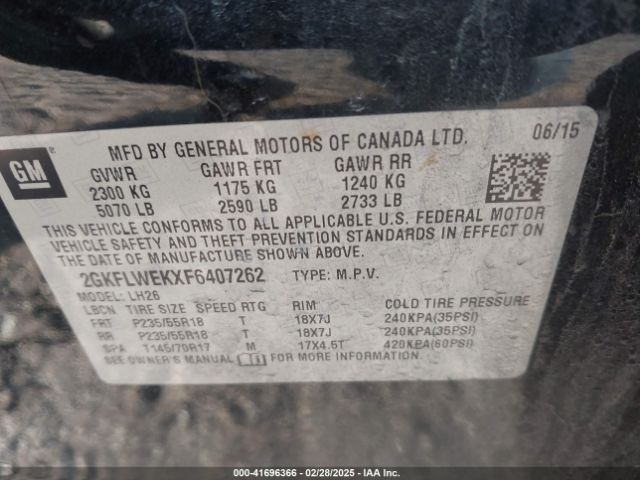 MFD BY GENERAL MOTORS OF CANADA LTD. 06/15
GM
GVWR GAWR FRT GAWR RR
2300 KG 1175 KG 1240 KG
5070 LB 2590 LB 2733 LB
THIS VEHICLE CONFORMS TO ALL APPLICABLE U.S. FEDERAL MOTOR
VEHICLE SAFETY AND THEFT PREVENTION STANDARDS IN EFFECT
ON THE DATE OF MANUFACTURE SHOWN ABOVE.
2GKFLWEKXF6407262 TYPE: M.P.V.
MODEL: LH26
LBCN TIRE SIZE SPEED RTG RIM COLD TIRE PRESSURE
FRT P235/55R18 T 18X7J 240KPA(35PSI)
RR P235/55R18 T 18X7J 240KPA(35PSI)
SPA T145/70R17 M 17X4.5T 420KPA(60PSI)
SEE OWNER'S MANUAL FOR MORE INFORMATION.
000-41696366 | 02/28/2025 - IAA Inc.